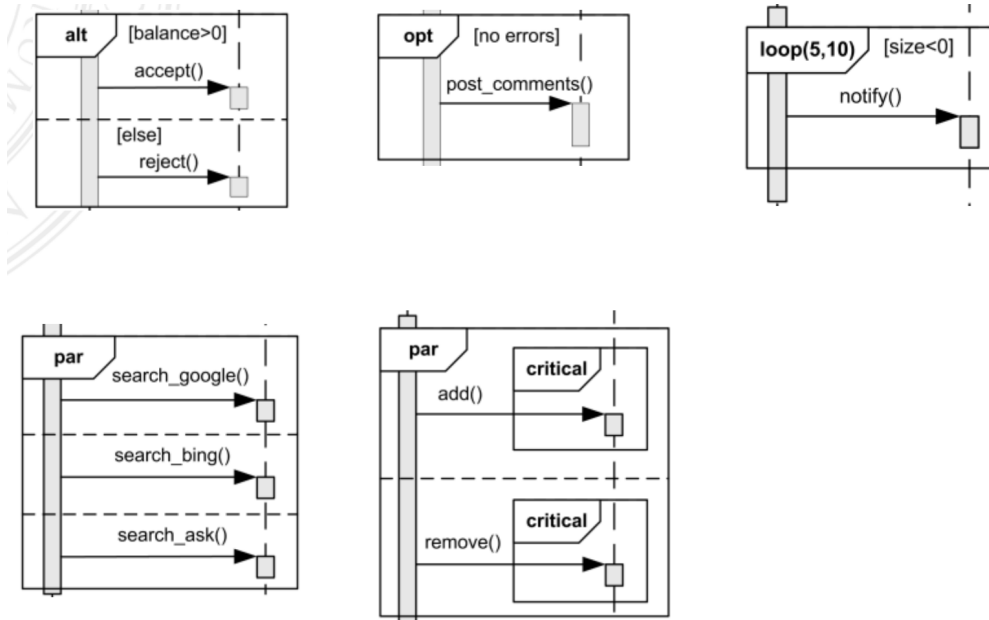 alt [balance>0]
accept()
[else]
reject()
opt [no errors]
post_comments()
loop(5,10) [size<0]
notify()
par
search_google()
search_bing()
search_ask()
par
critical
add()
critical
remove()